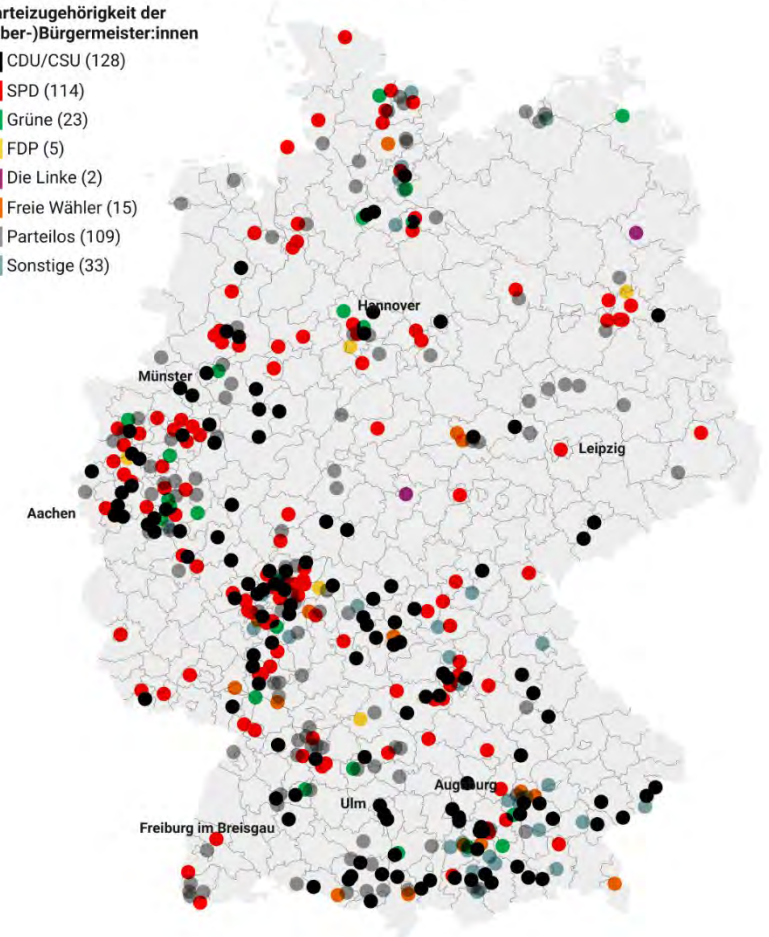 arteizugehörigkeit der
ber-)Bürgermeister:innen
CDU/CSU (128)
SPD (114)
Grüne (23)
FDP (5)
Die Linke (2)
Freie Wähler (15)
Parteilos (109)
Sonstige (33)
Hannover
Münster
Leipzig
Aachen
Augsburg
Ulm
Freiburg im Breisgau